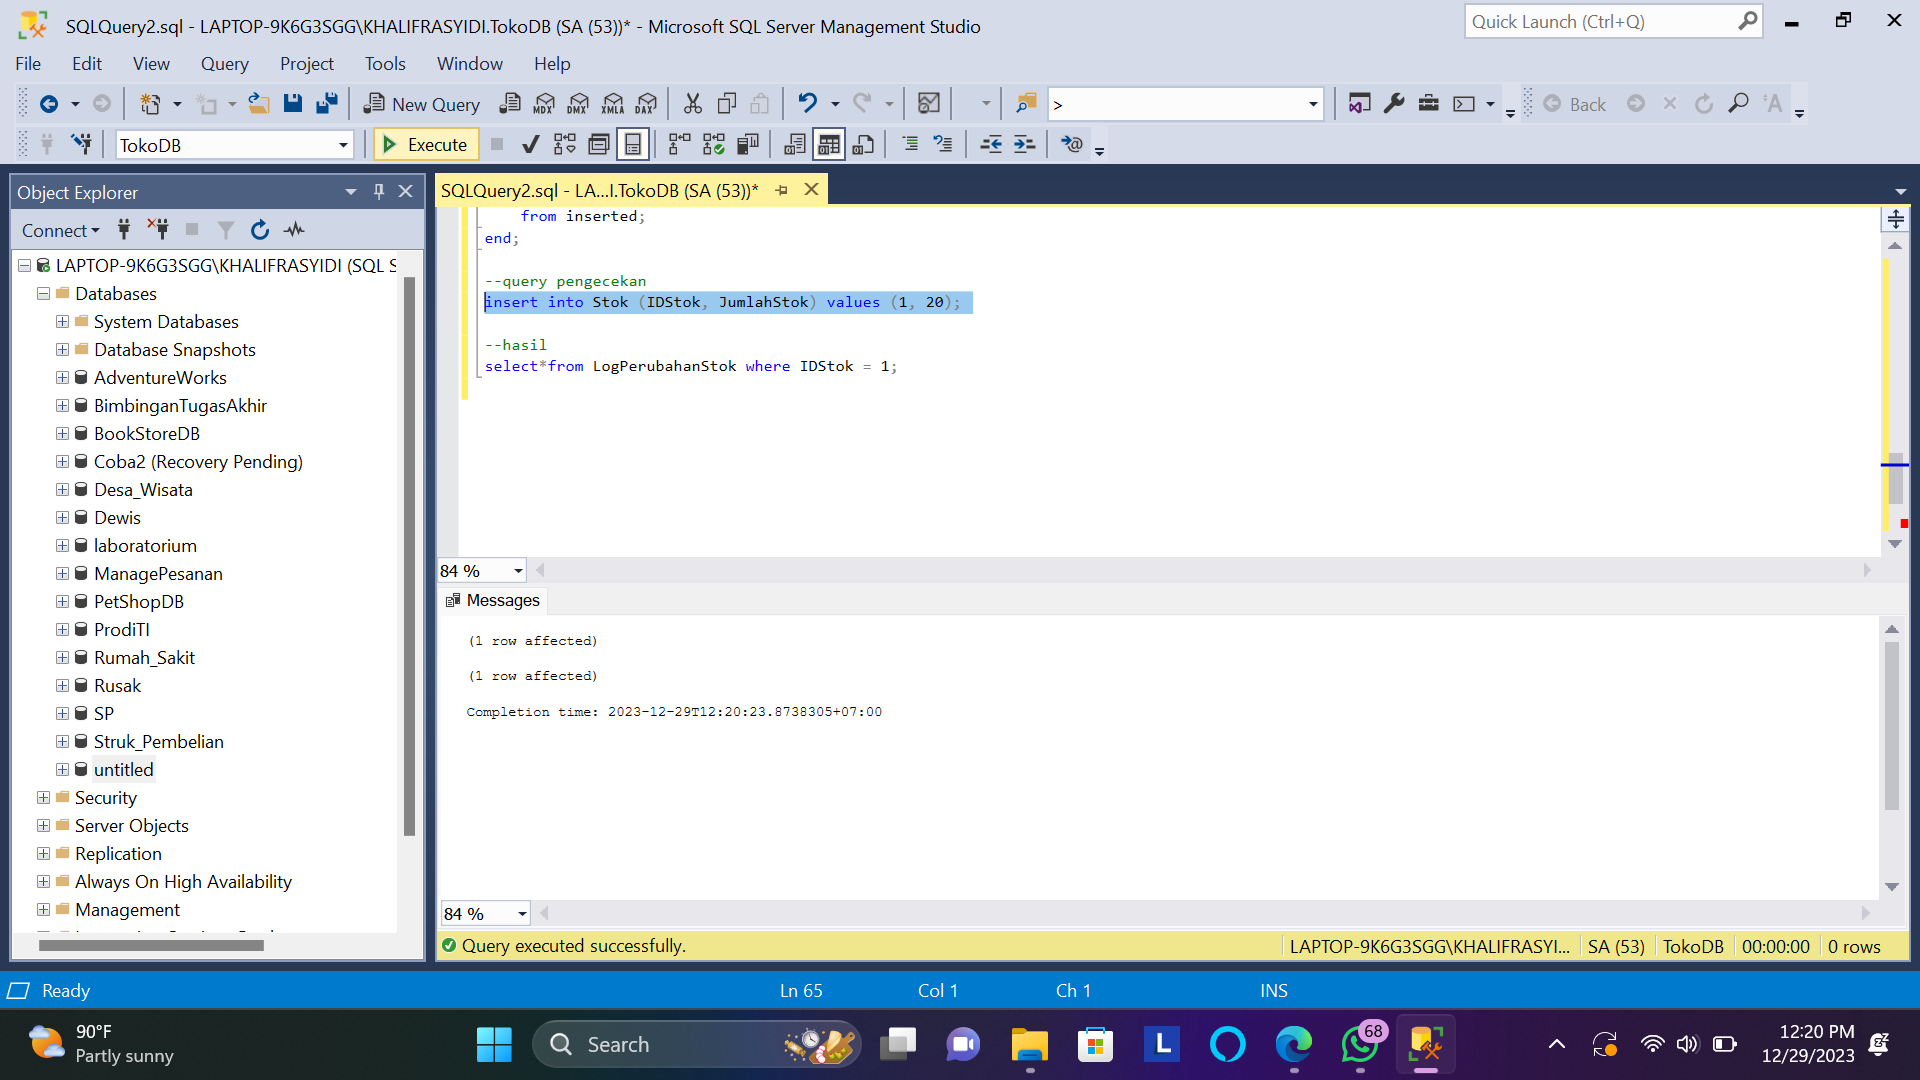 SQLQuery2.sql - LAPTOP-9K6G3SGG\KHALIFRASYIDI.TokoDB (SA (53))* - Microsoft SQL Server Management Studio
Quick Launch (Ctrl+Q)
File Edit View Query Project Tools Window Help
New Query
MDX
DMX
XMLA
DAX
>
Back
TokoDB
Execute
Object Explorer
Connect
LAPTOP-9K6G3SGG\KHALIFRASYIDI (SQL S
Databases
System Databases
Database Snapshots
AdventureWorks
BimbinganTugasAkhir
BookStoreDB
Coba2 (Recovery Pending)
Desa_Wisata
Dewis
laboratorium
ManagePesanan
PetShopDB
ProdiTI
Rumah_Sakit
Rusak
SP
Struk_Pembelian
untitled
Security
Server Objects
Replication
Always On High Availability
Management
SQLQuery2.sql - LA...I.TokoDB (SA (53))*
from inserted;
end;
--query pengecekan
insert into Stok (IDStok, JumlahStok) values (1, 20);
--hasil
select*from LogPerubahanStok where IDStok = 1;
84 %
Messages
(1 row affected)
(1 row affected)
Completion time: 2023-12-29T12:20:23.8738305+07:00
84 %
Query executed successfully.
LAPTOP-9K6G3SGG\KHALIFRASYI...
SA (53)
TokoDB
00:00:00
0 rows
Ready
Ln 65
Col 1
Ch 1
INS
90°F
Partly sunny
Search
L
68
12:20 PM
12/29/2023